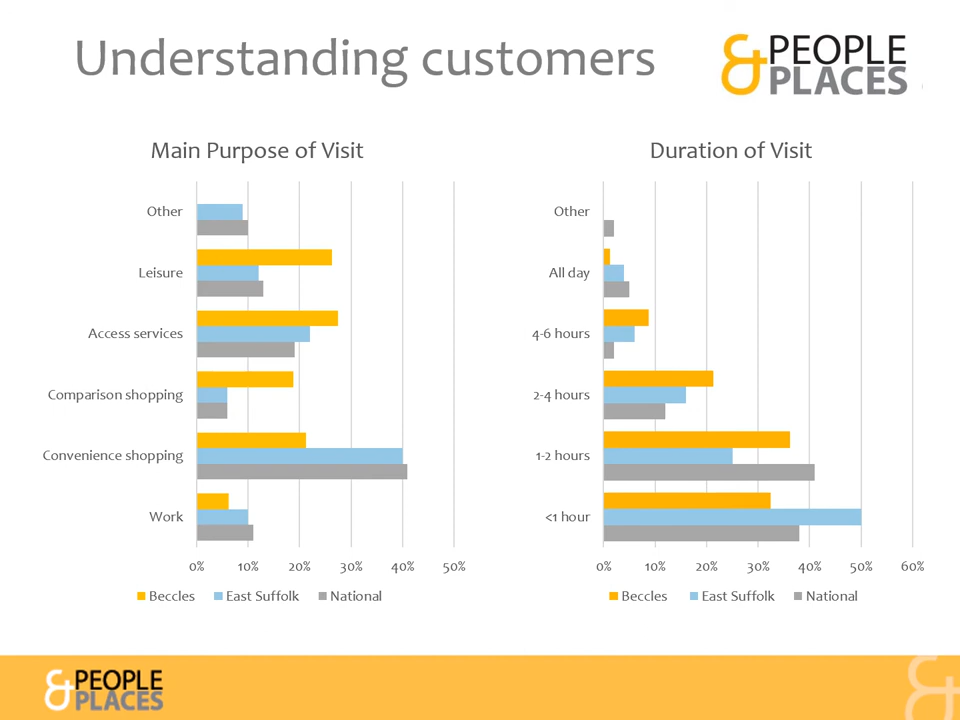 Understanding customers
& PEOPLE
PLACES
Main Purpose of Visit
Other
Leisure
Access services
Comparison shopping
Convenience shopping
Work
0% 10% 20% 30% 40% 50%
Beccles East Suffolk National
Duration of Visit
Other
All day
4-6 hours
2-4 hours
1-2 hours
<1 hour
0% 10% 20% 30% 40% 50% 60%
Beccles East Suffolk National
& PEOPLE
PLACES